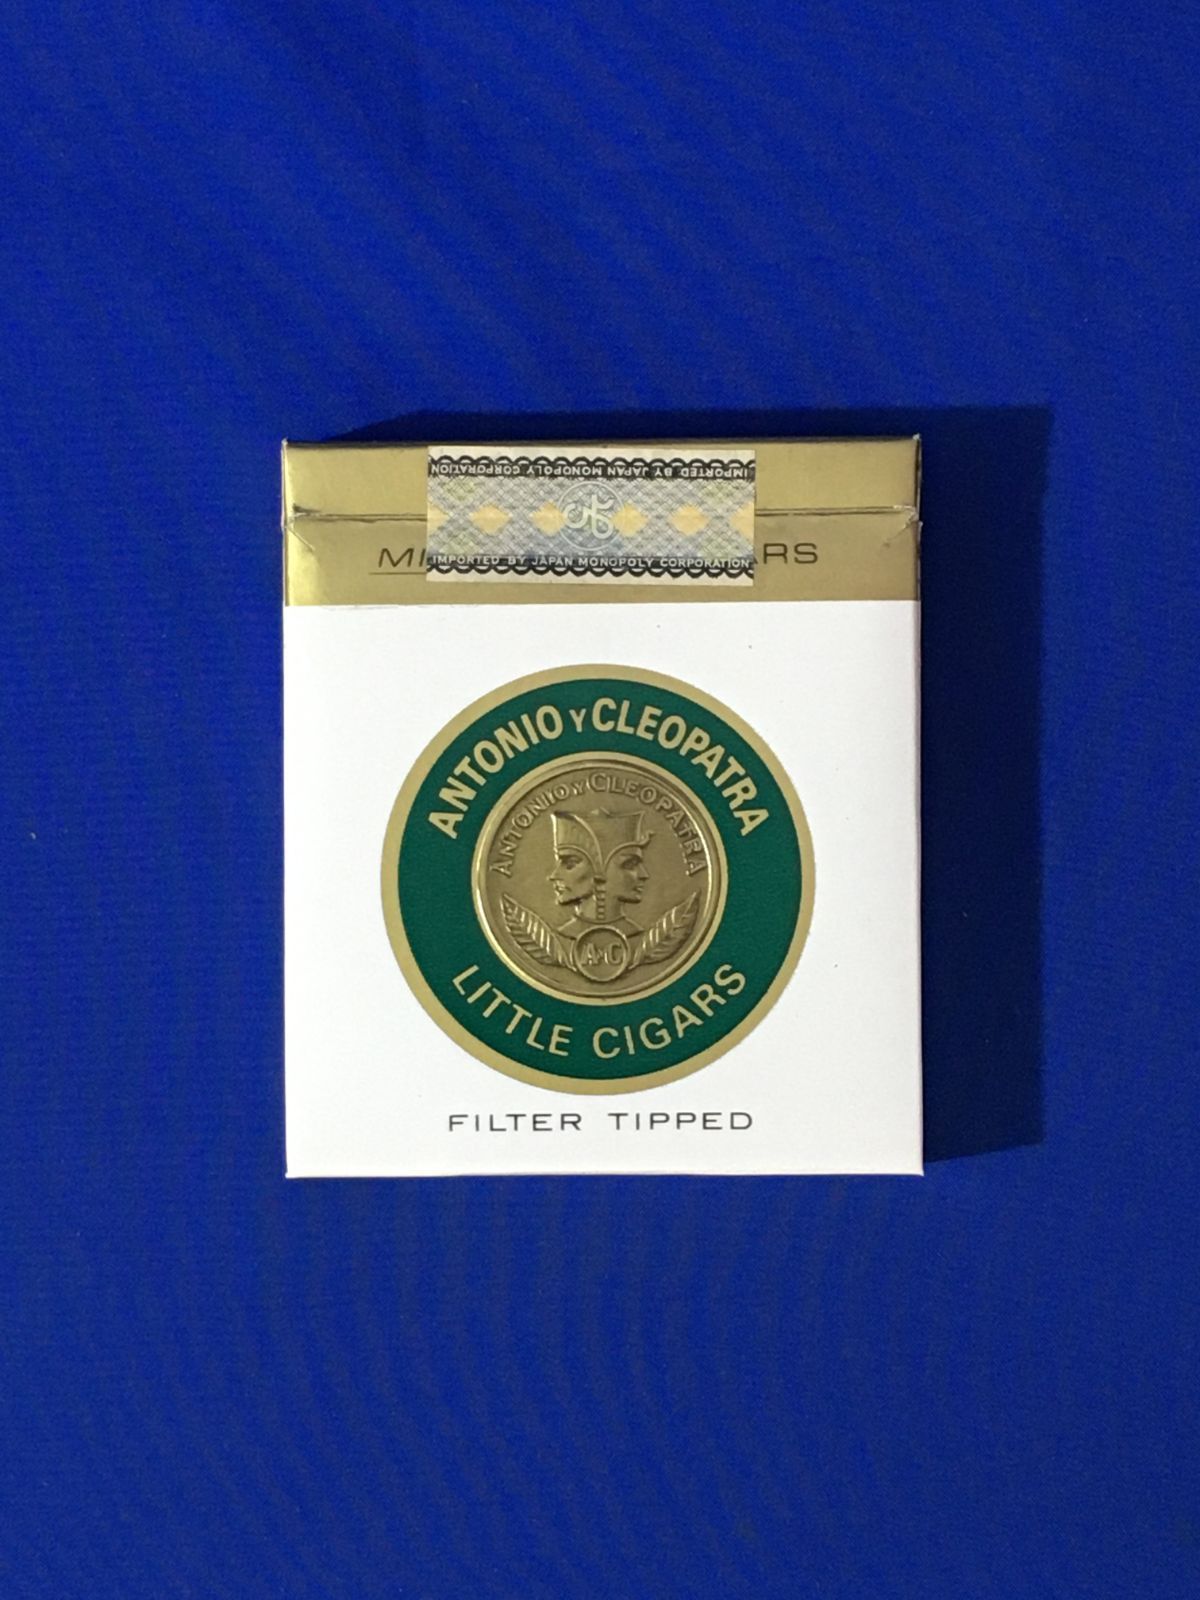 IMPORTED BY JAPAN MONOPOLY CORPORATION
IMPORTED BY JAPAN MONOPOLY CORPORATION
ANTONIO Y CLEOPATRA
ANTONIO Y CLEOPATRA
A y C
LITTLE CIGARS
FILTER TIPPED